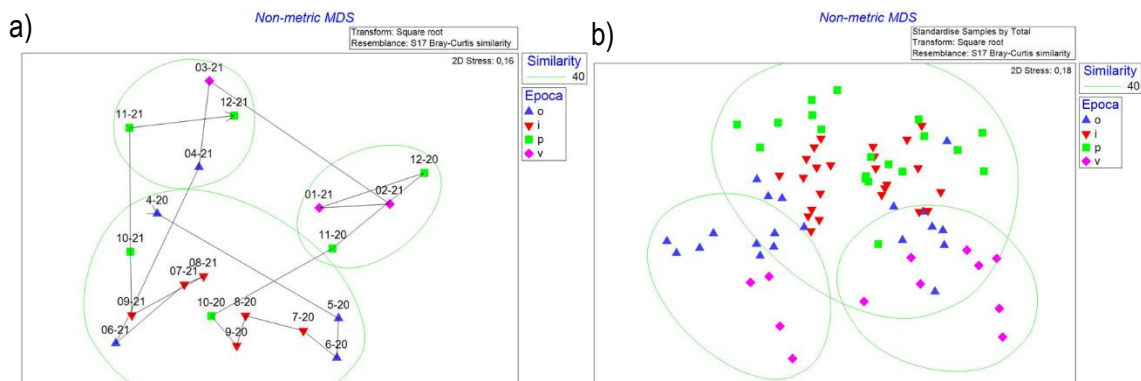 a)
Non-metric MDS
Transform: Square root
Resemblance: S17 Bray-Curtis similarity
2D Stress: 0,16
Similarity
40
Epoca
o
i
p
v
03-21
12-21
11-21
04-21
12-20
01-21
02-21
4-20
10-21
11-20
08-21
07-21
09-21
10-20
8-20
7-20
5-20
06-21
9-20
6-20
b)
Non-metric MDS
Standardise Samples by Total
Transform: Square root
Resemblance: S17 Bray-Curtis similarity
2D Stress: 0,18
Similarity
40
Epoca
o
i
p
v